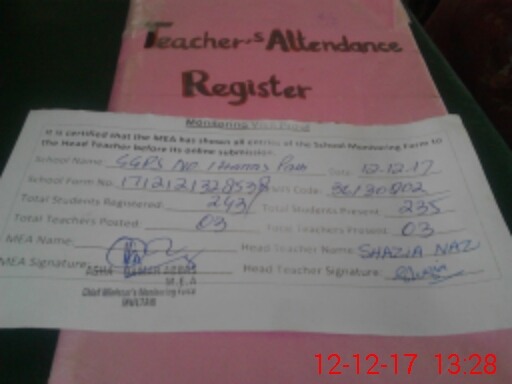 Teacher's Attendance
Register
Monitoring Visit Proof
It is certified that the MEA has shown all entries of the School Monitoring Form to
the Head Teacher before its online submission.
School Name GGPS Date 12-12-17
School Form No. EMIS Code:
Total Students Registered: 243 Total Students Present 235
Total Teachers Posted: 03 Total Teachers Present 03
MEA Name: Head Teacher Name: SHAZIA NAZ
MEA Signature: Head Teacher Signature:
M.E.A
Chief Minister's Monitoring Force
MULTAN
12-12-17 13:28